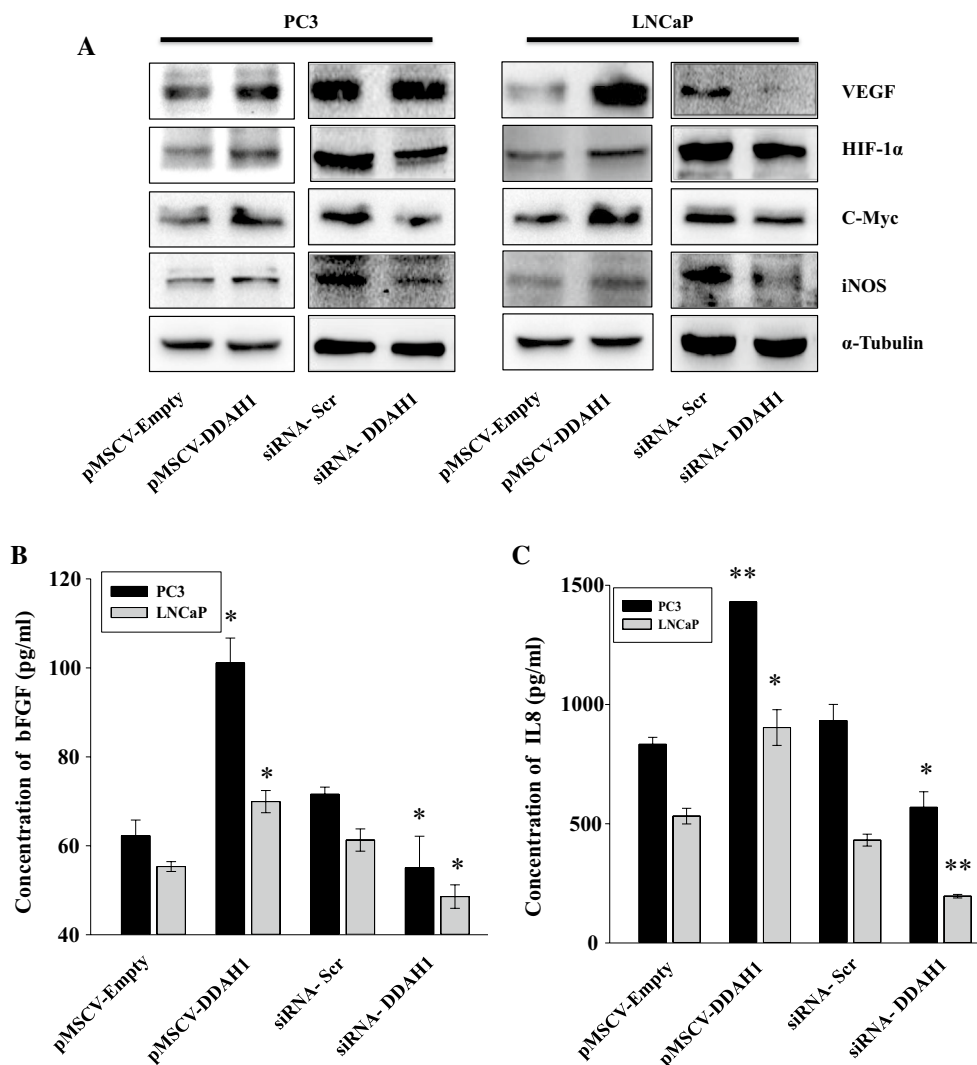 PC3
LNCaP
A
VEGF
HIF-1α
C-Myc
iNOS
α-Tubulin
pMSCV-Empty
pMSCV-DDAH1
siRNA- Scr
siRNA- DDAH1
pMSCV-Empty
pMSCV-DDAH1
siRNA- Scr
siRNA- DDAH1
B
Concentration of bFGF (pg/ml)
120
100
80
60
40
PC3
LNCaP
*
*
*
*
pMSCV-Empty
pMSCV-DDAH1
siRNA- Scr
siRNA- DDAH1
C
Concentration of IL8 (pg/ml)
1500
1000
500
0
PC3
LNCaP
**
*
*
**
pMSCV-Empty
pMSCV-DDAH1
siRNA- Scr
siRNA- DDAH1